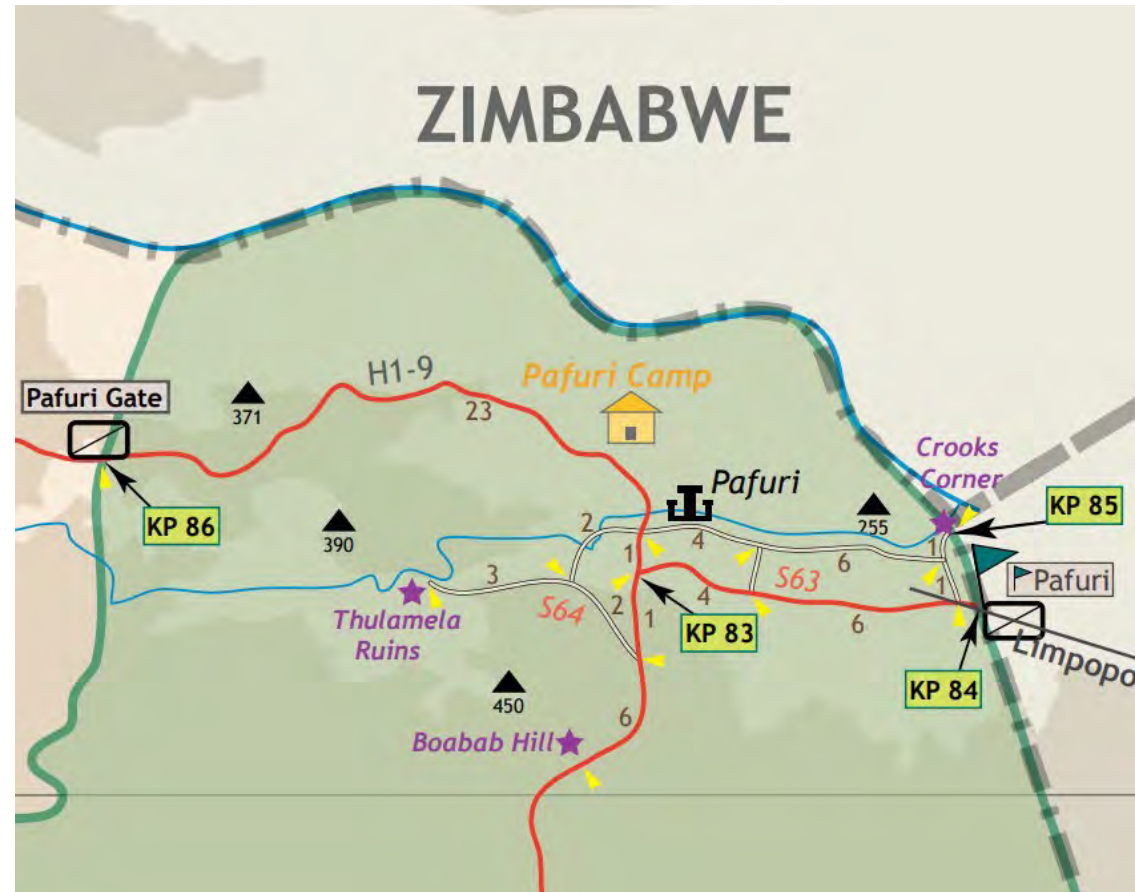 ZIMBABWE
H1-9
23
Pafuri Camp
Pafuri Gate
371
KP 86
390
Pafuri
255
Crooks
Corner
KP 85
2
4
6
1
1
Pafuri
3
S64
2
1
S63
4
6
1
KP 83
KP 84
Limpopo
Thulamela
Ruins
450
6
Boabab Hill